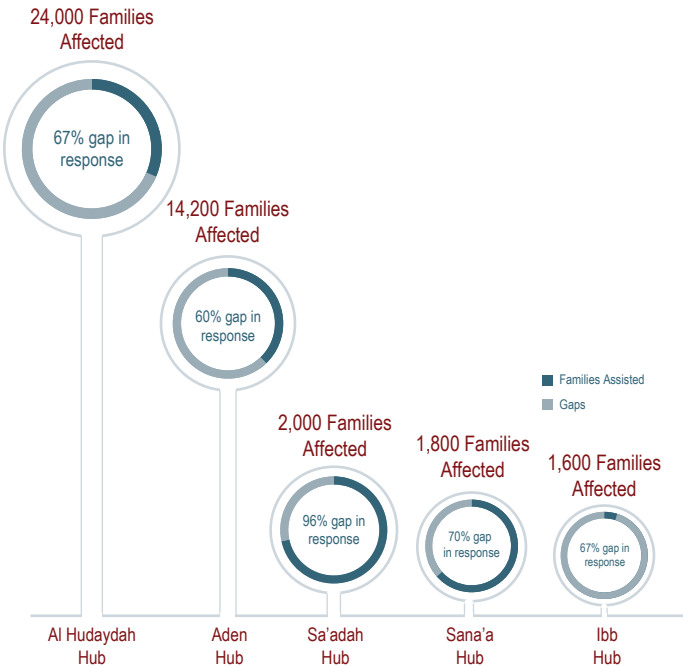 24,000 Families
Affected
67% gap in
response
14,200 Families
Affected
60% gap in
response
Families Assisted
Gaps
2,000 Families
Affected
96% gap in
response
1,800 Families
Affected
70% gap
in response
1,600 Families
Affected
67% gap in
response
Al Hudaydah
Hub
Aden
Hub
Sa'adah
Hub
Sana'a
Hub
Ibb
Hub